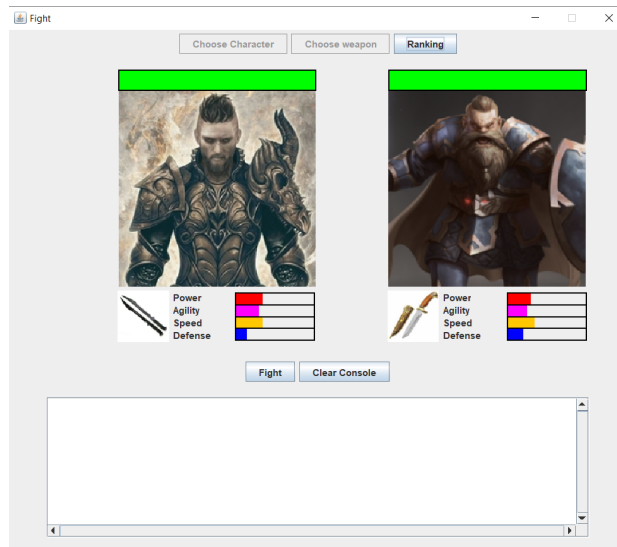 Fight
Choose Character Choose weapon Ranking
Power Power
Agility Agility
Speed Speed
Defense Defense
Fight Clear Console